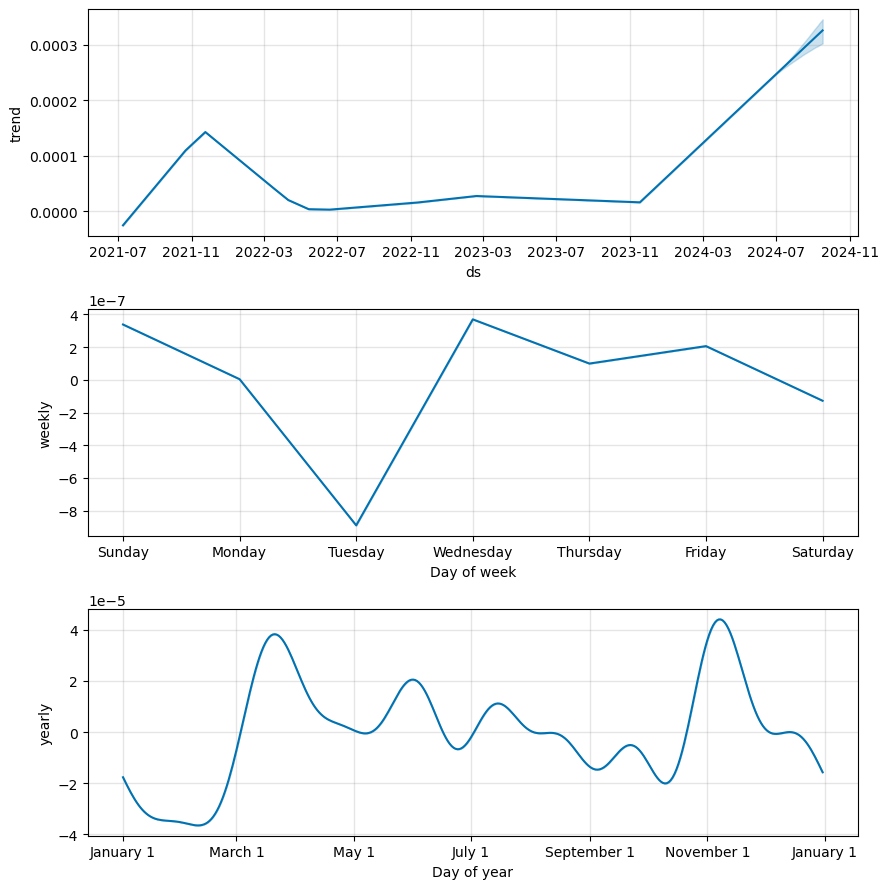 0.0003
0.0002
0.0001
0.0000
trend
2021-07 2021-11 2022-03 2022-07 2022-11 2023-03 2023-07 2023-11 2024-03 2024-07 2024-11
ds
1e−7
4
2
0
−2
−4
−6
−8
weekly
Sunday Monday Tuesday Wednesday Thursday Friday Saturday
Day of week
1e−5
4
2
0
−2
−4
yearly
January 1 March 1 May 1 July 1 September 1 November 1 January 1
Day of year